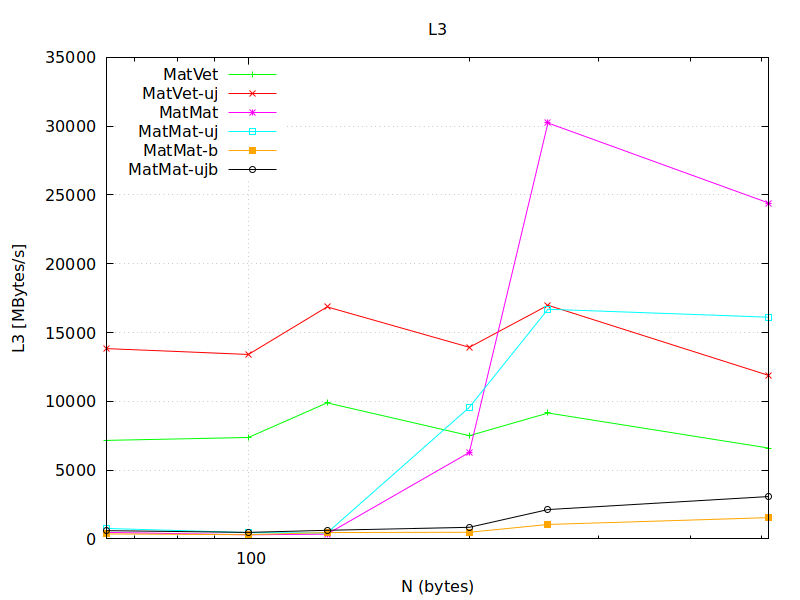 L3
35000
30000
25000
20000
15000
10000
5000
0
L3 [MBytes/s]
MatVet
MatVet-uj
MatMat
MatMat-uj
MatMat-b
MatMat-ujb
100
N (bytes)